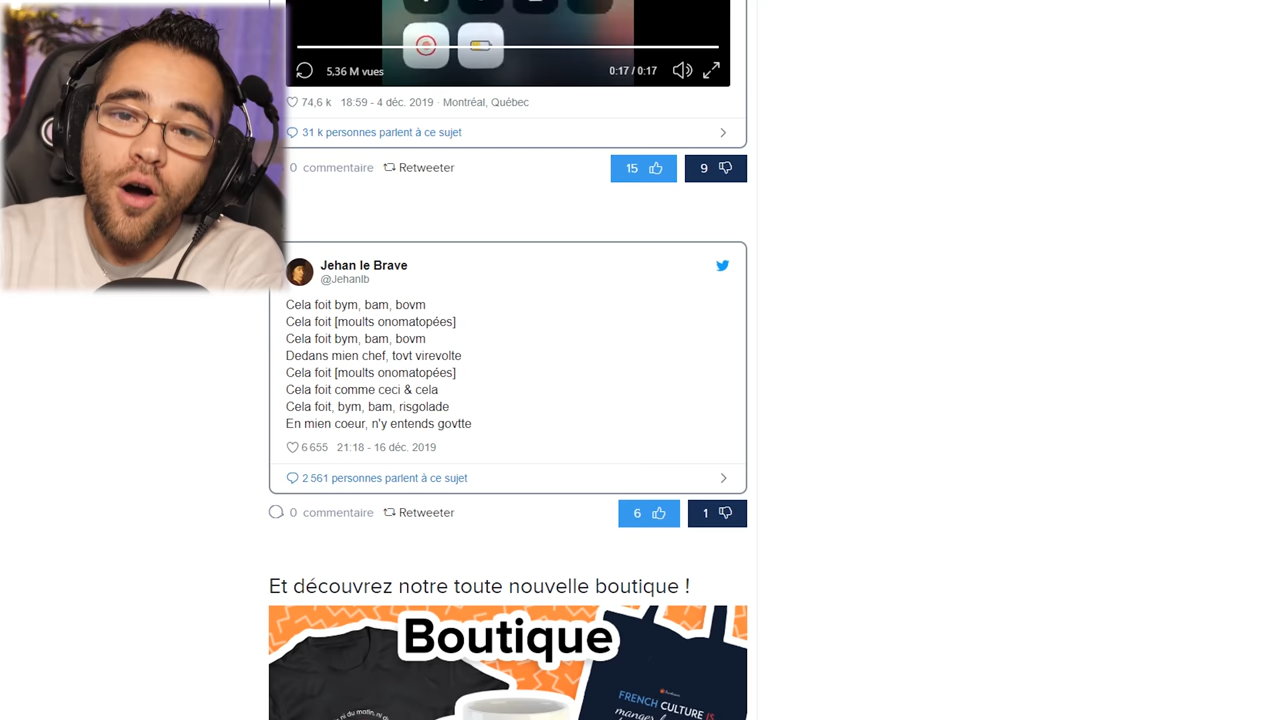 5,36 M vues
0:17 / 0:17
74,6 k 18:59 - 4 déc. 2019 · Montréal, Québec
31 k personnes parlent à ce sujet
0 commentaire Retweeter 15 9
Jehan le Brave
@Jehanlb
Cela foit bym, bam, bovm
Cela foit [moults onomatopées]
Cela foit bym, bam, bovm
Dedans mien chef, tovt virevolte
Cela foit [moults onomatopées]
Cela foit comme ceci & cela
Cela foit, bym, bam, risgolade
En mien coeur, n'y entends govtte
6 655 21:18 - 16 déc. 2019
2 561 personnes parlent à ce sujet
0 commentaire Retweeter 6 1
Et découvrez notre toute nouvelle boutique !
Boutique
ni du matin, ni
FRENCH CULTURE IS
manger